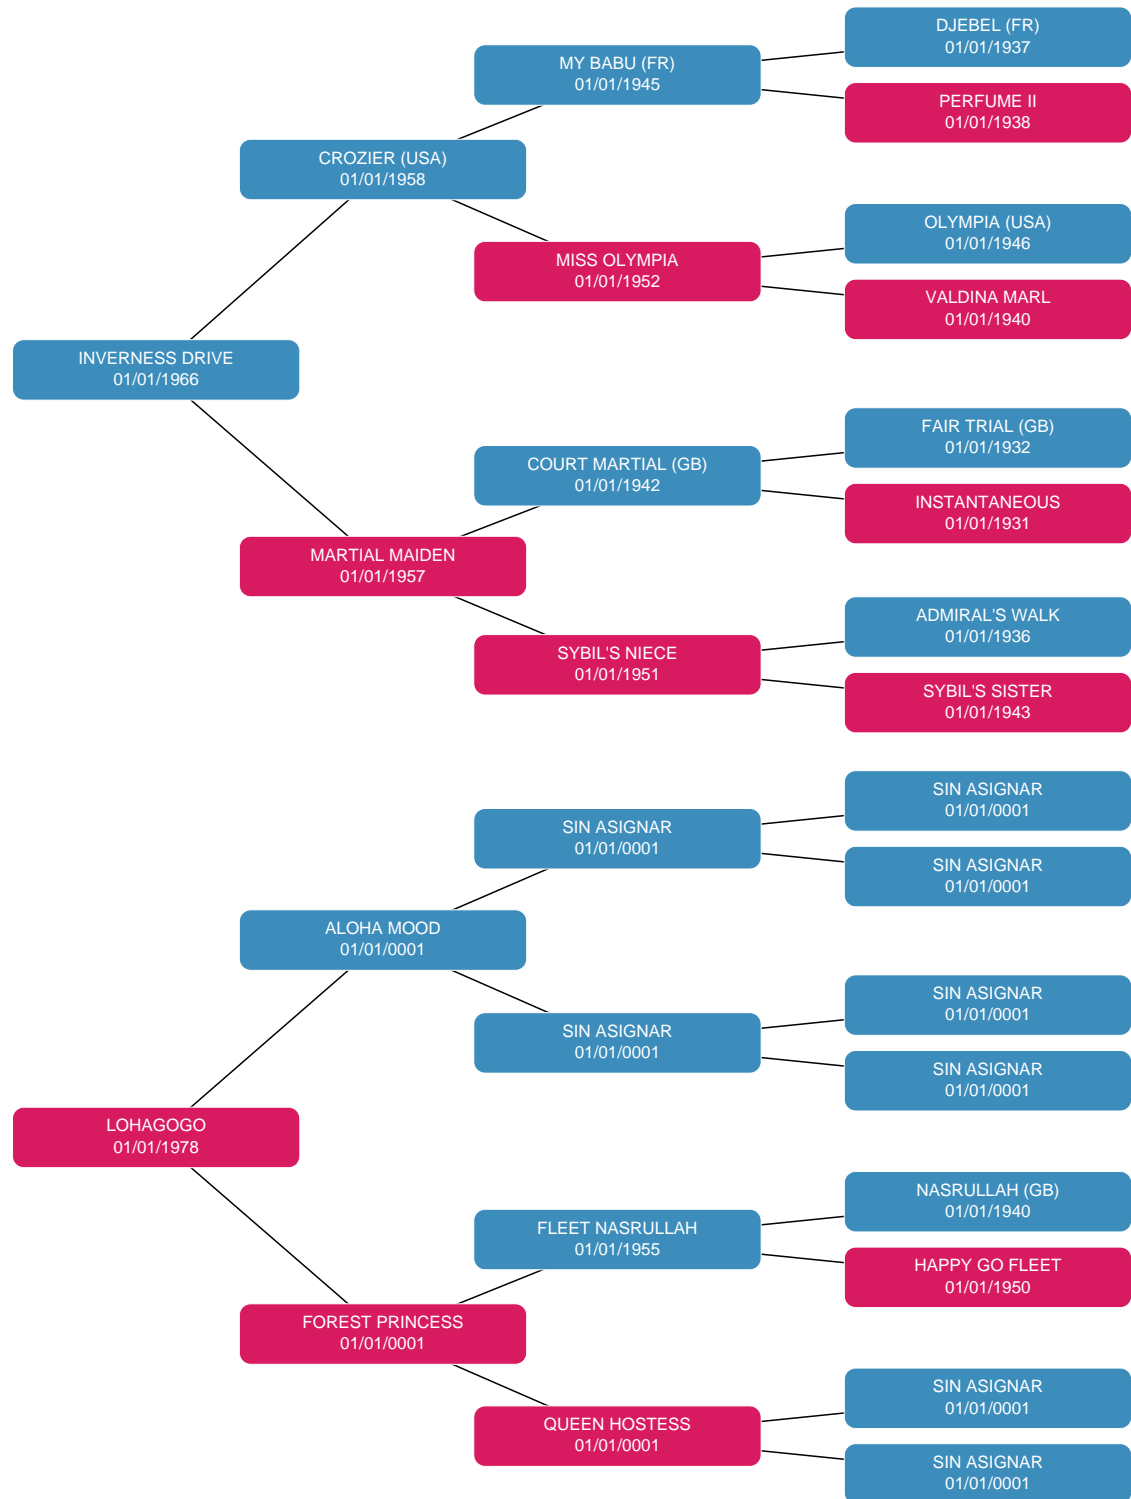 DJEBEL (FR)
01/01/1937
MY BABU (FR)
01/01/1945
PERFUME II
01/01/1938
CROZIER (USA)
01/01/1958
OLYMPIA (USA)
01/01/1946
MISS OLYMPIA
01/01/1952
VALDINA MARL
01/01/1940
INVERNESS DRIVE
01/01/1966
FAIR TRIAL (GB)
01/01/1932
COURT MARTIAL (GB)
01/01/1942
INSTANTANEOUS
01/01/1931
MARTIAL MAIDEN
01/01/1957
ADMIRAL'S WALK
01/01/1936
SYBIL'S NIECE
01/01/1951
SYBIL'S SISTER
01/01/1943
SIN ASIGNAR
01/01/0001
SIN ASIGNAR
01/01/0001
SIN ASIGNAR
01/01/0001
ALOHA MOOD
01/01/0001
SIN ASIGNAR
01/01/0001
SIN ASIGNAR
01/01/0001
SIN ASIGNAR
01/01/0001
LOHAGOGO
01/01/1978
NASRULLAH (GB)
01/01/1940
FLEET NASRULLAH
01/01/1955
HAPPY GO FLEET
01/01/1950
FOREST PRINCESS
01/01/0001
SIN ASIGNAR
01/01/0001
QUEEN HOSTESS
01/01/0001
SIN ASIGNAR
01/01/0001